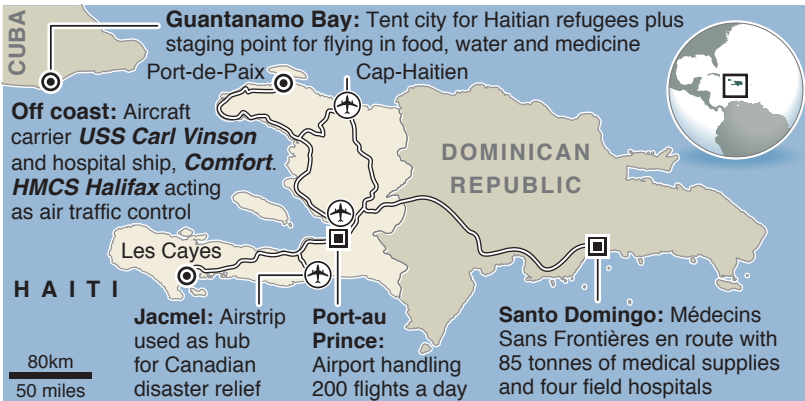 CUBA
Guantanamo Bay: Tent city for Haitian refugees plus
staging point for flying in food, water and medicine
Port-de-Paix
Cap-Haitien
Off coast: Aircraft
carrier USS Carl Vinson
and hospital ship, Comfort.
HMCS Halifax acting
as air traffic control
DOMINICAN
REPUBLIC
Les Cayes
HAITI
Jacmel: Airstrip
used as hub
for Canadian
disaster relief
Port-au
Prince:
Airport handling
200 flights a day
Santo Domingo: Médecins
Sans Frontières en route with
85 tonnes of medical supplies
and four field hospitals
80km
50 miles